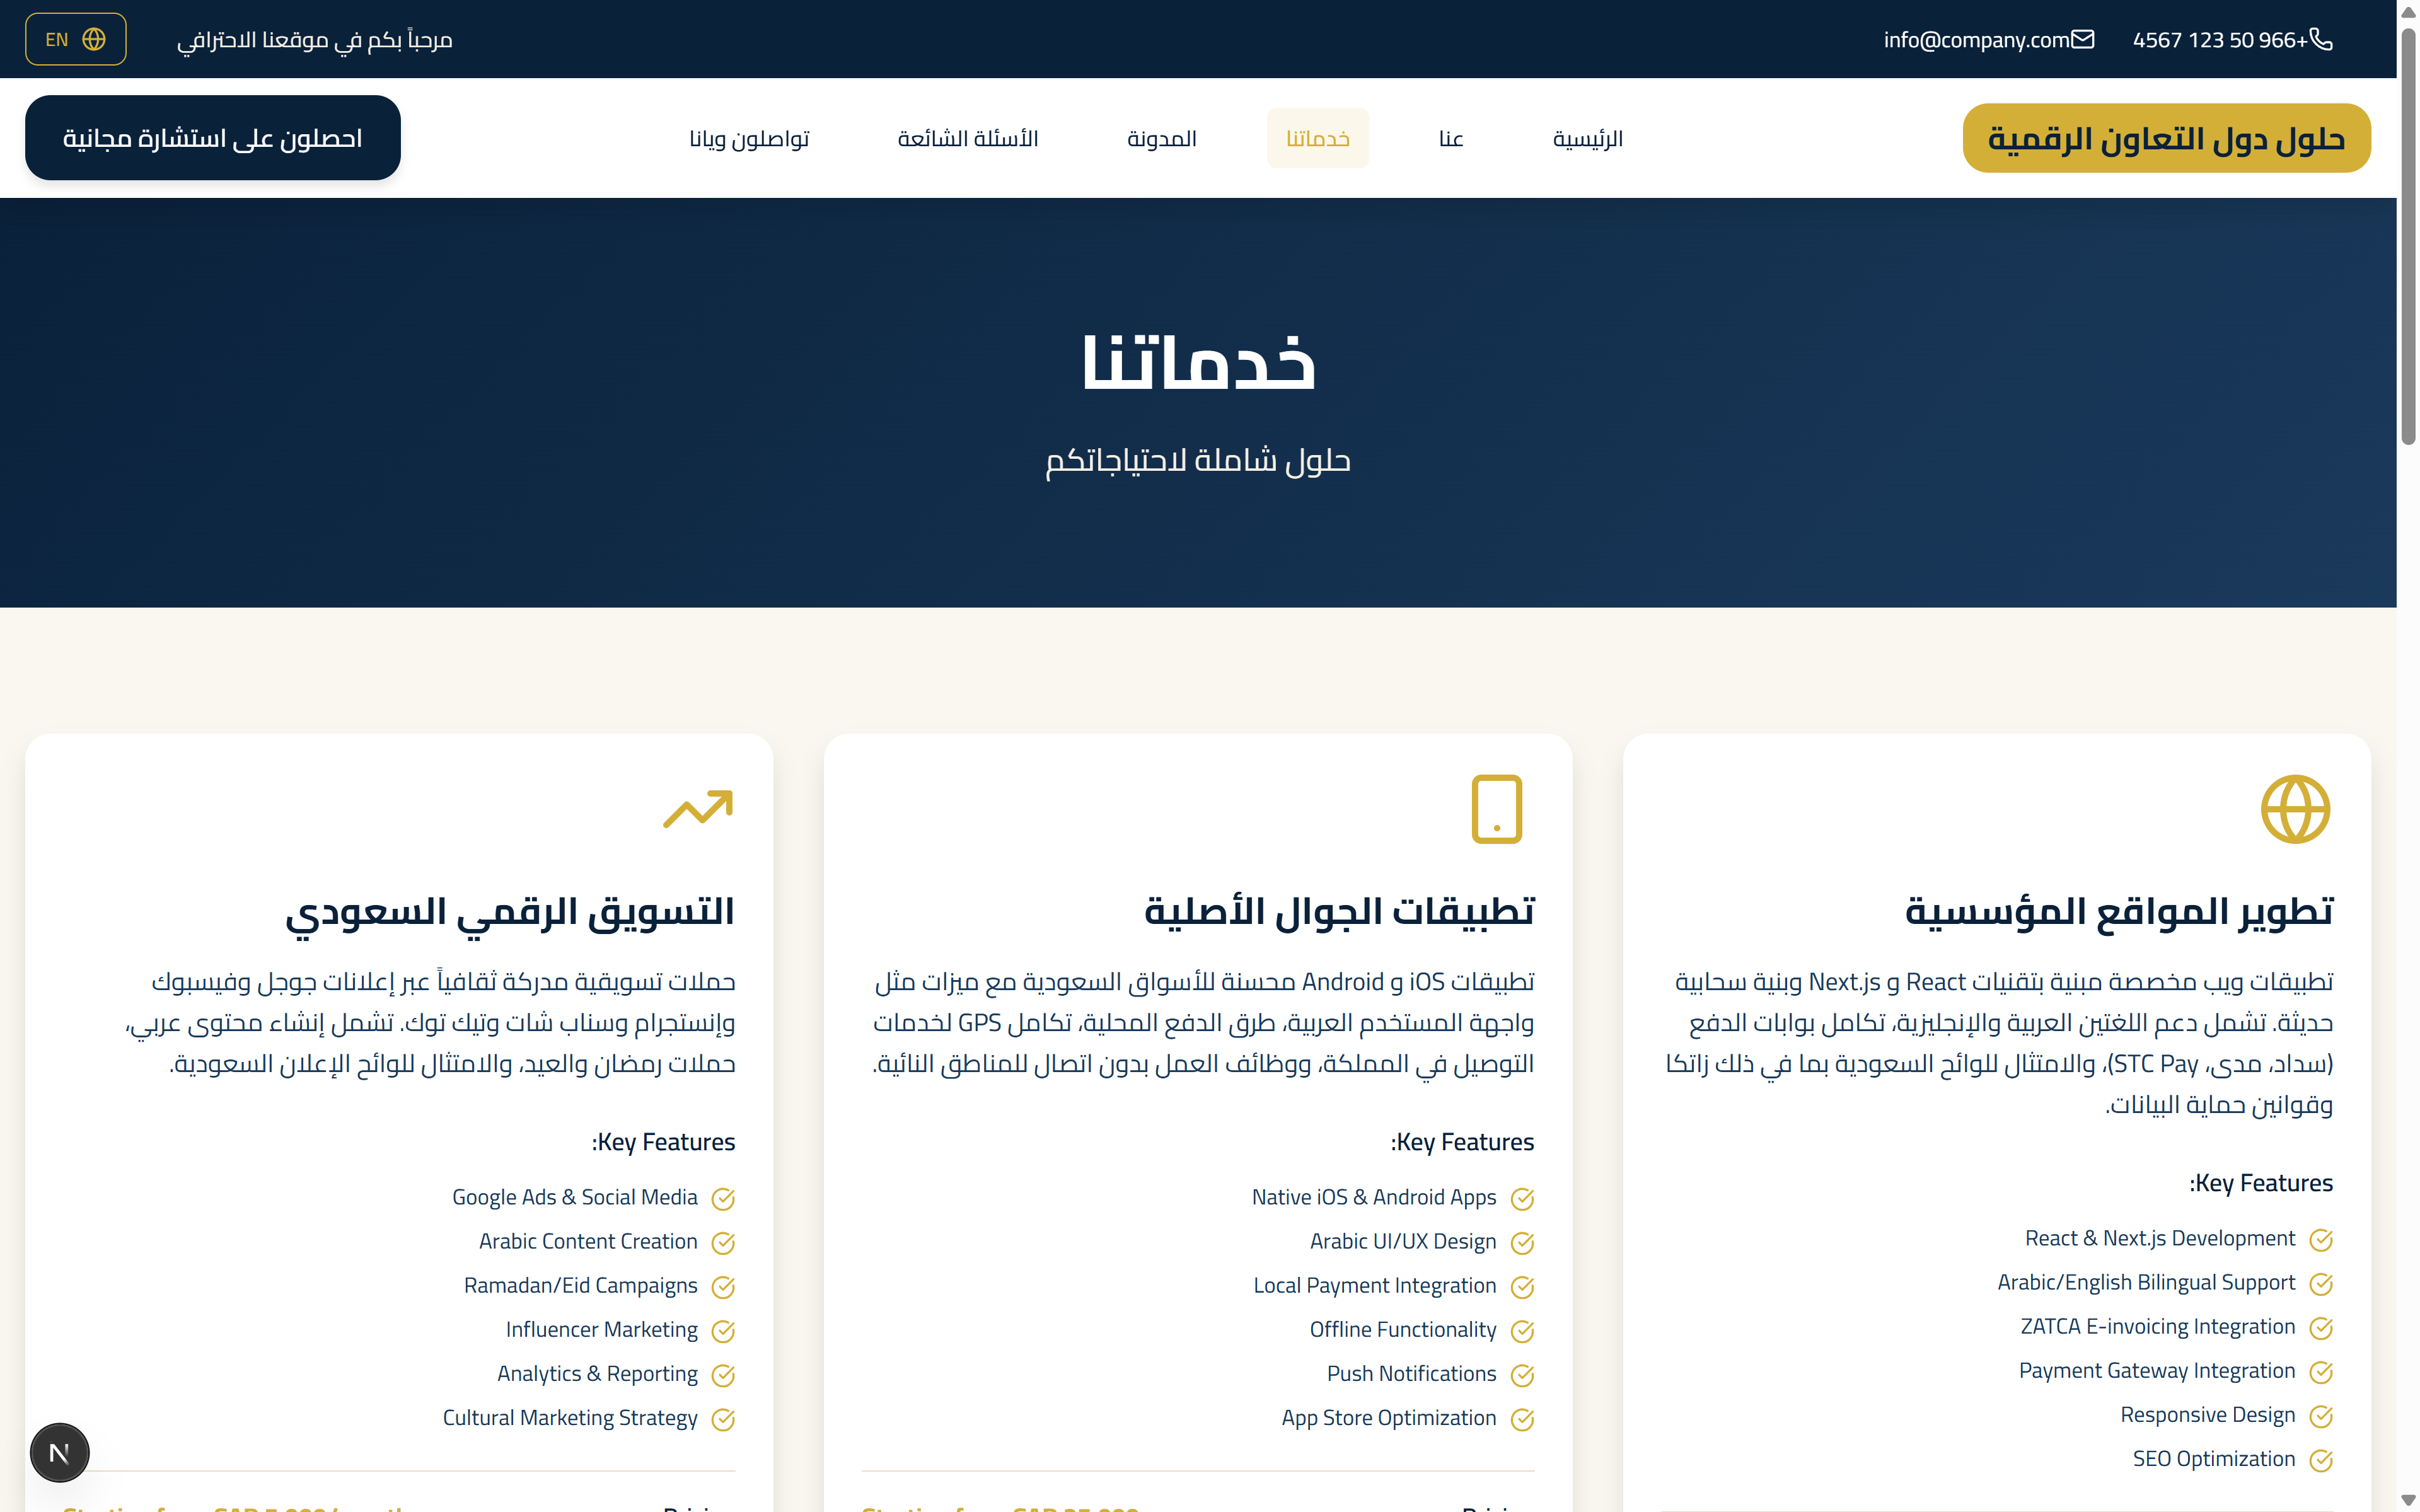 +966 50 123 4567
info@company.com
مرحباً بكم في موقعنا الاحترافي
EN
حلول دول التعاون الرقمية
الرئيسية
عنا
خدماتنا
المدونة
الأسئلة الشائعة
تواصلون ويانا
احصلون على استشارة مجانية
خدماتنا
حلول شاملة لاحتياجاتكم
تطوير المواقع المؤسسية
تطبيقات ويب مخصصة مبنية بتقنيات React و Next.js وبنية سحابية
حديثة. تشمل دعم اللغتين العربية والإنجليزية، تكامل بوابات الدفع
(سداد، مدى، STC Pay)، والامتثال للوائح السعودية بما في ذلك زاتكا
وقوانين حماية البيانات.
Key Features:
React & Next.js Development
Arabic/English Bilingual Support
ZATCA E-invoicing Integration
Payment Gateway Integration
Responsive Design
SEO Optimization
تطبيقات الجوال الأصلية
تطبيقات iOS و Android محسنة للأسواق السعودية مع ميزات مثل
واجهة المستخدم العربية، طرق الدفع المحلية، تكامل GPS لخدمات
التوصيل في المملكة، ووظائف العمل بدون اتصال للمناطق النائية.
Key Features:
Native iOS & Android Apps
Arabic UI/UX Design
Local Payment Integration
Offline Functionality
Push Notifications
App Store Optimization
التسويق الرقمي السعودي
حملات تسويقية مدركة ثقافياً عبر إعلانات جوجل وفيسبوك
وإنستجرام وسناب شات وتيك توك. تشمل إنشاء محتوى عربي،
حملات رمضان والعيد، والامتثال للوائح الإعلان السعودية.
Key Features:
Google Ads & Social Media
Arabic Content Creation
Ramadan/Eid Campaigns
Influencer Marketing
Analytics & Reporting
Cultural Marketing Strategy
N